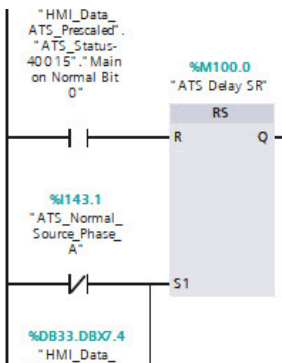 "HMI_Data_
ATS_Prescaled".
"ATS_Status-
40015"."Main
on Normal Bit
0"
%M100.0
"ATS Delay SR"
RS
R
Q
%I143.1
"ATS_Normal_
Source_Phase_
A"
S1
%DB33.DBX7.4
"HMI_Data_